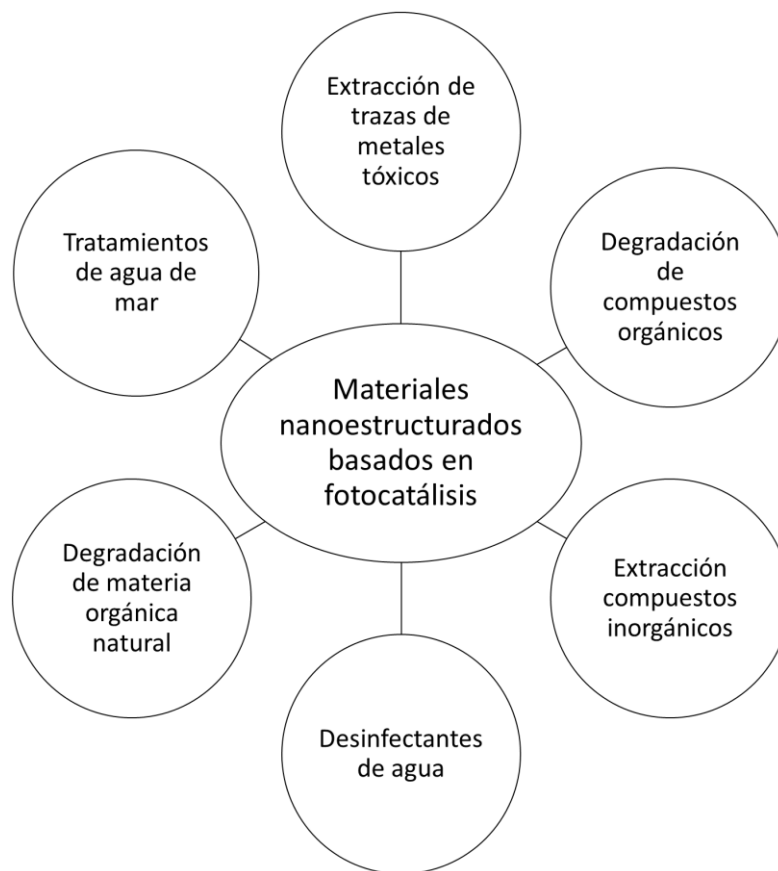 Extracción de
trazas de
metales
tóxicos
Tratamientos
de agua de
mar
Degradación
de
compuestos
orgánicos
Materiales
nanoestructurados
basados en
fotocatálisis
Degradación
de materia
orgánica
natural
Extracción
compuestos
inorgánicos
Desinfectantes
de agua